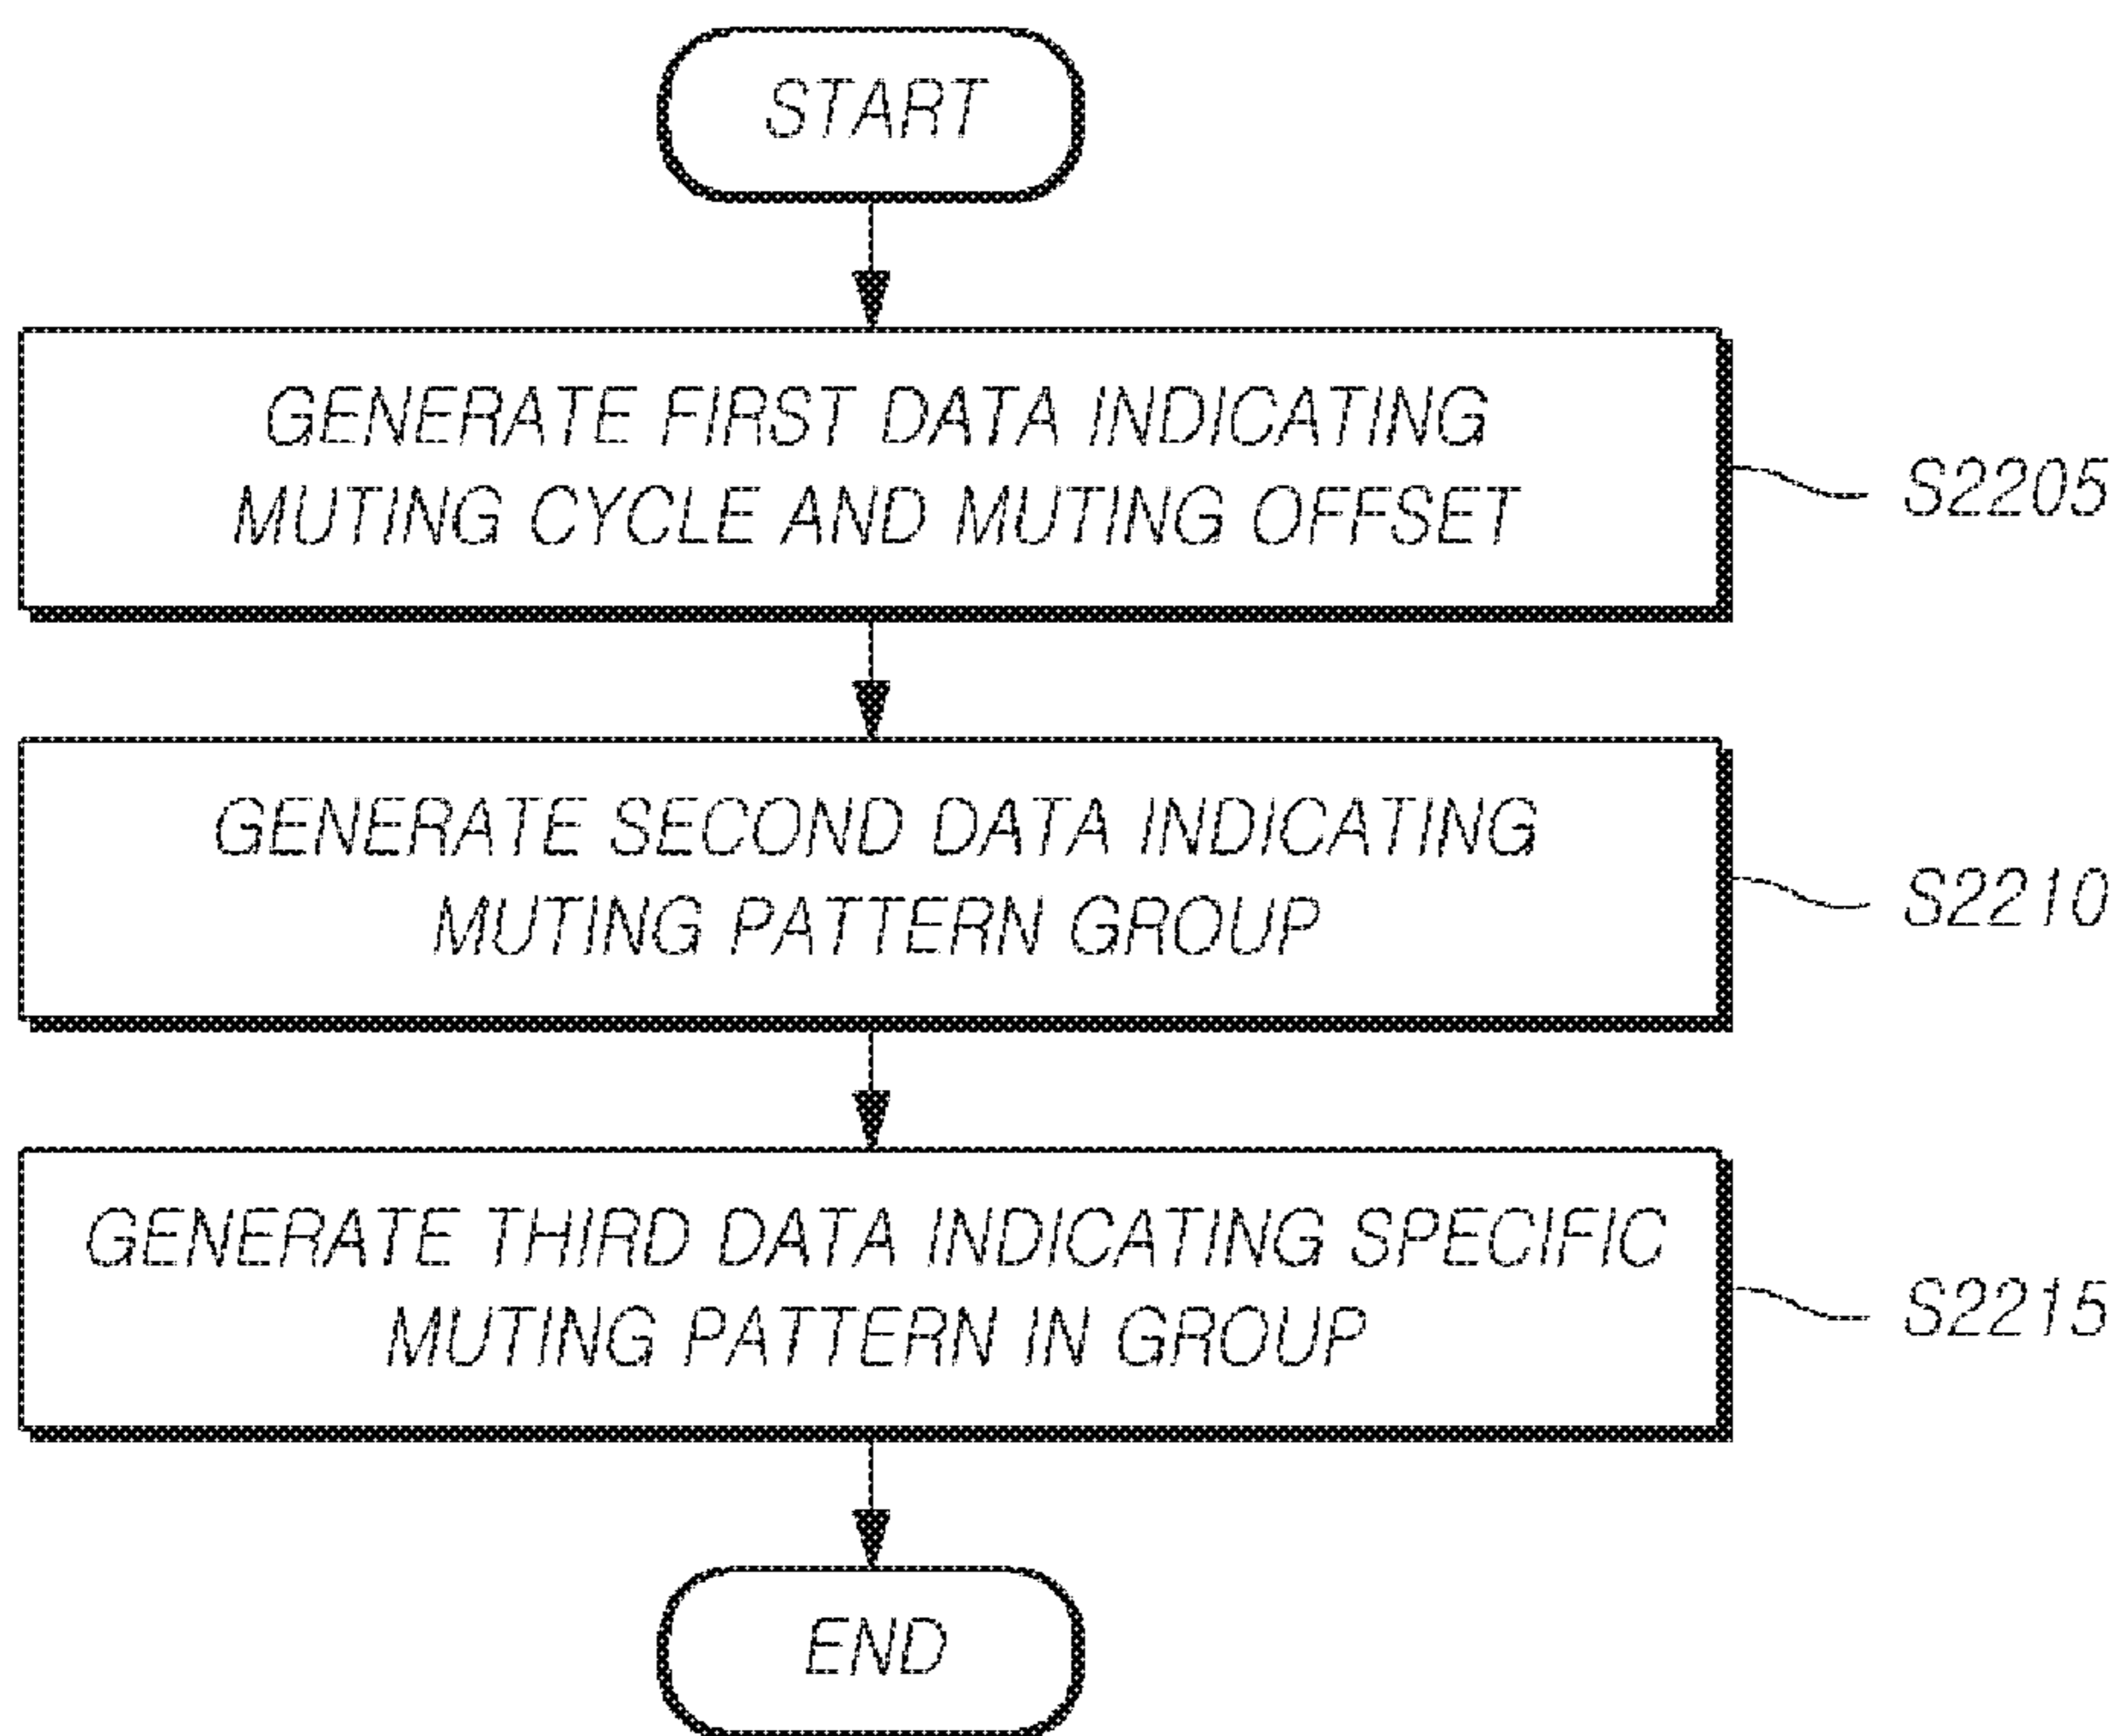 START
GENERATE FIRST DATA INDICATING
MUTING CYCLE AND MUTING OFFSET
S2205
GENERATE SECOND DATA INDICATING
MUTING PATTERN GROUP
S2210
GENERATE THIRD DATA INDICATING SPECIFIC
MUTING PATTERN IN GROUP
S2215
END